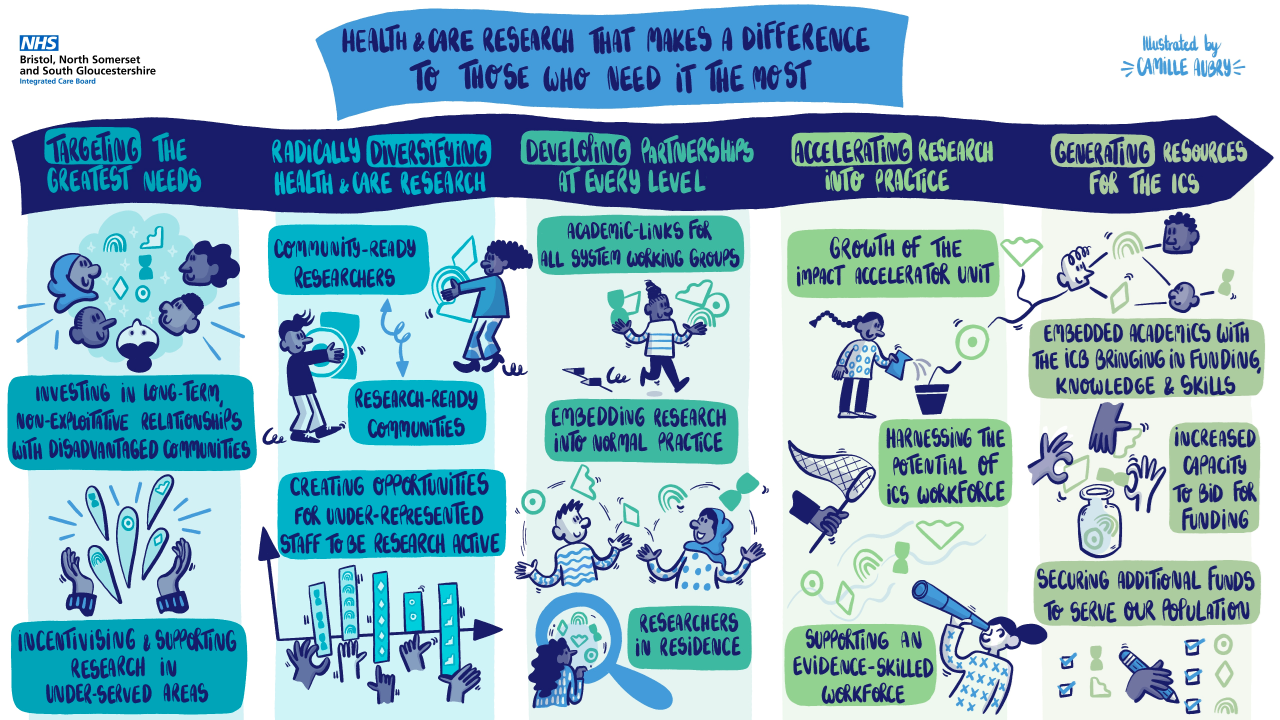 NHS
Bristol, North Somerset
and South Gloucestershire
Integrated Care Board
HEALTH & CARE RESEARCH THAT MAKES A DIFFERENCE
TO THOSE WHO NEED IT THE MOST
Illustrated by
CAMILLE AUBRY
TARGETING THE
GREATEST NEEDS
INVESTING IN LONG-TERM,
NON-EXPLOITATIVE RELATIONSHIPS
WITH DISADVANTAGED COMMUNITIES
INCENTIVISING & SUPPORTING
RESEARCH IN
UNDER-SERVED AREAS
RADICALLY DIVERSIFYING
HEALTH & CARE RESEARCH
COMMUNITY-READY
RESEARCHERS
RESEARCH-READY
COMMUNITIES
CREATING OPPORTUNITIES
FOR UNDER-REPRESENTED
STAFF TO BE RESEARCH ACTIVE
DEVELOPING PARTNERSHIPS
AT EVERY LEVEL
ACADEMIC-LINKS FOR
ALL SYSTEM WORKING GROUPS
EMBEDDING RESEARCH
INTO NORMAL PRACTICE
RESEARCHERS
IN RESIDENCE
ACCELERATING RESEARCH
INTO PRACTICE
GROWTH OF THE
IMPACT ACCELERATOR UNIT
HARNESSING THE
POTENTIAL OF
ICS WORKFORCE
SUPPORTING AN
EVIDENCE-SKILLED
WORKFORCE
GENERATING RESOURCES
FOR THE ICS
EMBEDDED ACADEMICS WITH
THE ICB BRINGING IN FUNDING,
KNOWLEDGE & SKILLS
INCREASED
CAPACITY
TO BID FOR
FUNDING
SECURING ADDITIONAL FUNDS
TO SERVE OUR POPULATION